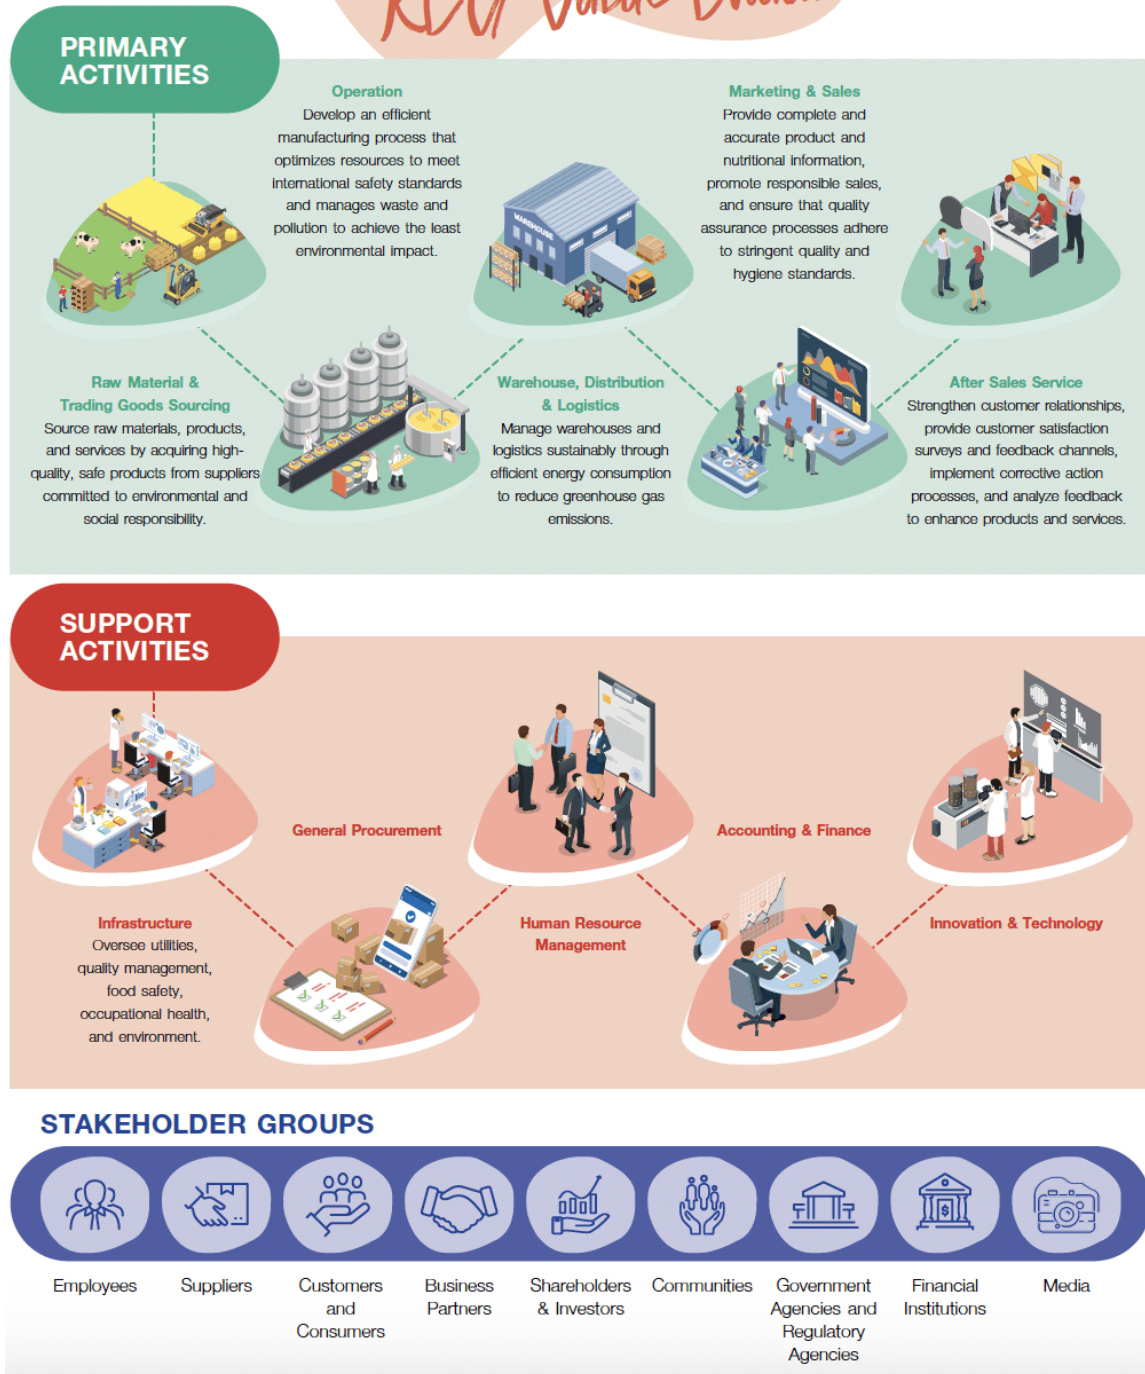 PRIMARY
ACTIVITIES
Operation
Develop an efficient
manufacturing process that
optimizes resources to meet
international safety standards
and manages waste and
pollution to achieve the least
environmental impact.
Marketing & Sales
Provide complete and
accurate product and
nutritional information,
promote responsible sales,
and ensure that quality
assurance processes adhere
to stringent quality and
hygiene standards.
WAREHOUSE
Raw Material &
Trading Goods Sourcing
Source raw materials, products,
and services by acquiring high-
quality, safe products from suppliers
committed to environmental and
social responsibility.
Warehouse, Distribution
& Logistics
Manage warehouses and
logistics sustainably through
efficient energy consumption
to reduce greenhouse gas
emissions.
After Sales Service
Strengthen customer relationships,
provide customer satisfaction
surveys and feedback channels,
implement corrective action
processes, and analyze feedback
to enhance products and services.
SUPPORT
ACTIVITIES
General Procurement
Accounting & Finance
Infrastructure
Oversee utilities,
quality management,
food safety,
occupational health,
and environment.
Human Resource
Management
Innovation & Technology
STAKEHOLDER GROUPS
Employees
Suppliers
Customers
and
Consumers
Business
Partners
Shareholders
& Investors
Communities
Government
Agencies and
Regulatory
Agencies
Financial
Institutions
Media